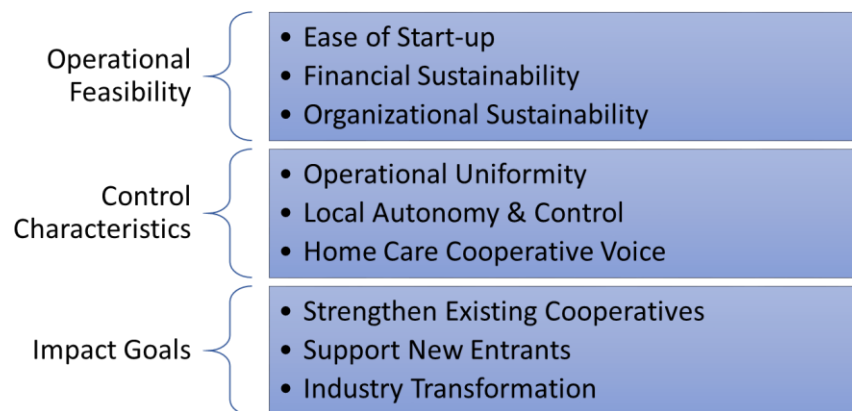 Operational
Feasibility
• Ease of Start-up
• Financial Sustainability
• Organizational Sustainability
Control
Characteristics
• Operational Uniformity
• Local Autonomy & Control
• Home Care Cooperative Voice
Impact Goals
• Strengthen Existing Cooperatives
• Support New Entrants
• Industry Transformation